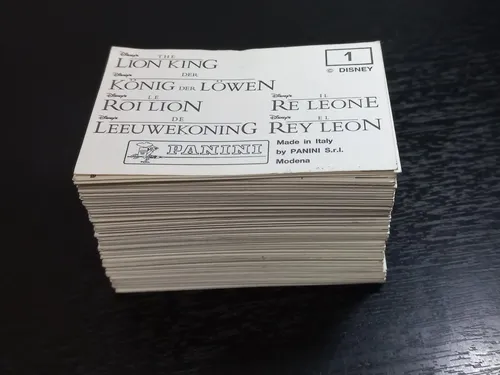 Disney's THE
LION KING
Disney's DER
KÖNIG DER LÖWEN
Disney's LE
ROI LION
Disney's IL
RE LEONE
Disney's DE
LEEUWEKONING
Disney's EL
REY LEON
PANINI
1
© DISNEY
Made in Italy
by PANINI S.r.l.
Modena